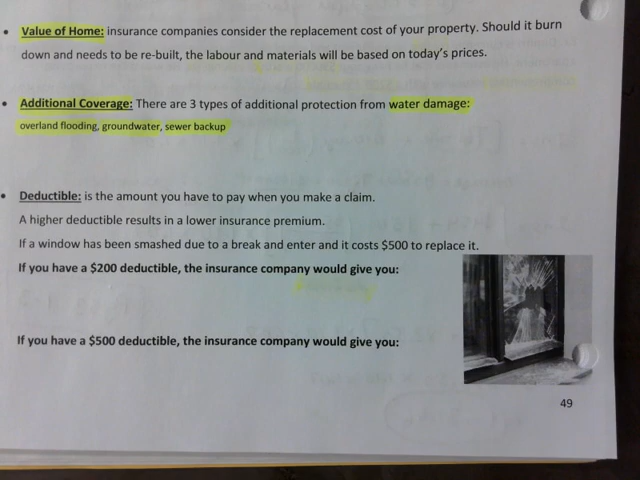 • Value of Home: insurance companies consider the replacement cost of your property. Should it burn
down and needs to be re-built, the labour and materials will be based on today's prices.
• Additional Coverage: There are 3 types of additional protection from water damage:
overland flooding, groundwater, sewer backup
• Deductible: is the amount you have to pay when you make a claim.
A higher deductible results in a lower insurance premium.
If a window has been smashed due to a break and enter and it costs $500 to replace it.
If you have a $200 deductible, the insurance company would give you:
If you have a $500 deductible, the insurance company would give you:
49